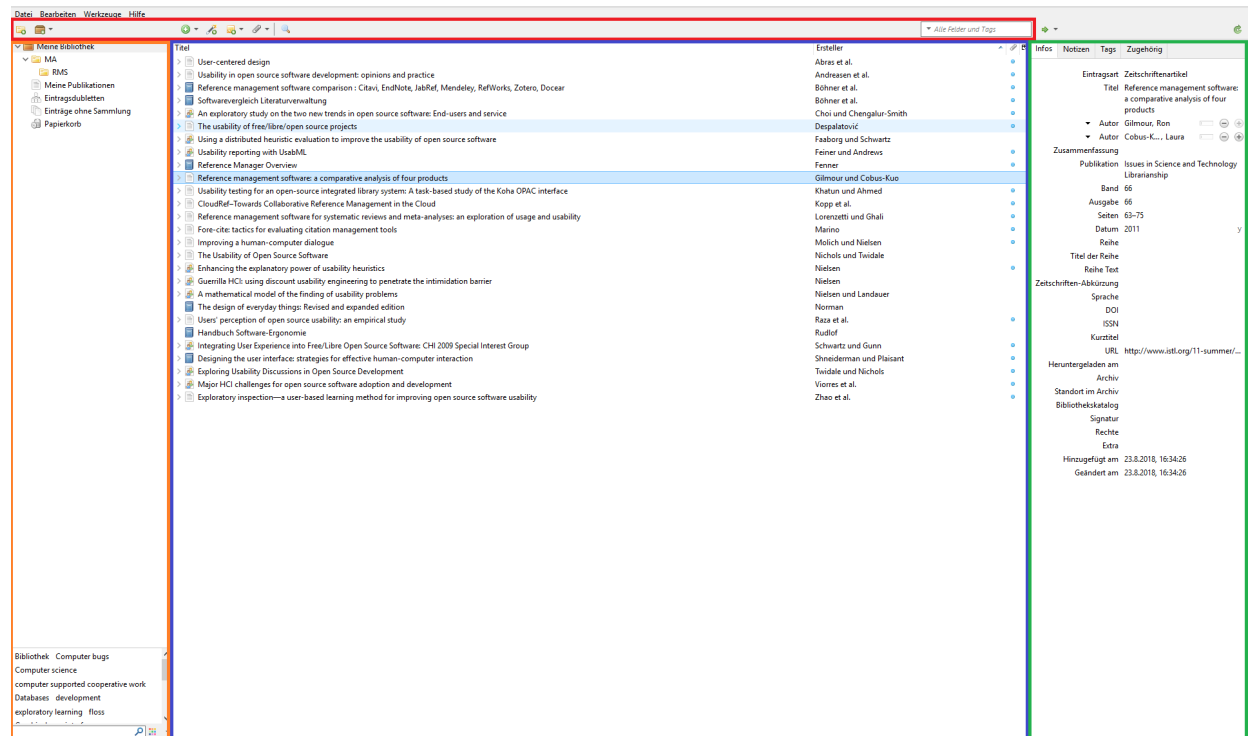 Datei Bearbeiten Werkzeuge Hilfe
Alle Felder und Tags
Meine Bibliothek
MA
RMS
Meine Publikationen
Eintragsdubletten
Einträge ohne Sammlung
Papierkorb
Bibliothek Computer bugs
Computer science
computer supported cooperative work
Databases development
exploratory learning floss
Titel Ersteller
User-centered design Abras et al.
Usability in open source software development: opinions and practice Andreasen et al.
Reference management software comparison : Citavi, EndNote, JabRef, Mendeley, RefWorks, Zotero, Docear Böhner et al.
Softwarevergleich Literaturverwaltung Böhner et al.
An exploratory study on the two new trends in open source software: End-users and service Choi und Chengalur-Smith
The usability of free/libre/open source projects Despalatović
Using a distributed heuristic evaluation to improve the usability of open source software Faaborg und Schwartz
Usability reporting with UsabML Feiner und Andrews
Reference Manager Overview Fenner
Reference management software: a comparative analysis of four products Gilmour und Cobus-Kuo
Usability testing for an open-source integrated library system: A task-based study of the Koha OPAC interface Khatun und Ahmed
CloudRef–Towards Collaborative Reference Management in the Cloud Kopp et al.
Reference management software for systematic reviews and meta-analyses: an exploration of usage and usability Lorenzetti und Ghali
Fore-cite: tactics for evaluating citation management tools Marino
Improving a human-computer dialogue Molich und Nielsen
The Usability of Open Source Software Nichols und Twidale
Enhancing the explanatory power of usability heuristics Nielsen
Guerrilla HCI: using discount usability engineering to penetrate the intimidation barrier Nielsen
A mathematical model of the finding of usability problems Nielsen und Landauer
The design of everyday things: Revised and expanded edition Norman
Users' perception of open source usability: an empirical study Raza et al.
Handbuch Software-Ergonomie Rudlof
Integrating User Experience into Free/Libre Open Source Software: CHI 2009 Special Interest Group Schwartz und Gunn
Designing the user interface: strategies for effective human-computer interaction Shneiderman und Plaisant
Exploring Usability Discussions in Open Source Development Twidale und Nichols
Major HCI challenges for open source software adoption and development Viorres et al.
Exploratory inspection—a user-based learning method for improving open source software usability Zhao et al.
Infos Notizen Tags Zugehörig
Eintragsart Zeitschriftenartikel
Titel Reference management software:
a comparative analysis of four
products
Autor Gilmour, Ron
Autor Cobus-K..., Laura
Zusammenfassung
Publikation Issues in Science and Technology
Librarianship
Band 66
Ausgabe 66
Seiten 63–75
Datum 2011 y
Reihe
Titel der Reihe
Reihe Text
Zeitschriften-Abkürzung
Sprache
DOI
ISSN
Kurztitel
URL http://www.istl.org/11-summer/...
Heruntergeladen am
Archiv
Standort im Archiv
Bibliothekskatalog
Signatur
Rechte
Extra
Hinzugefügt am 23.8.2018, 16:34:26
Geändert am 23.8.2018, 16:34:26